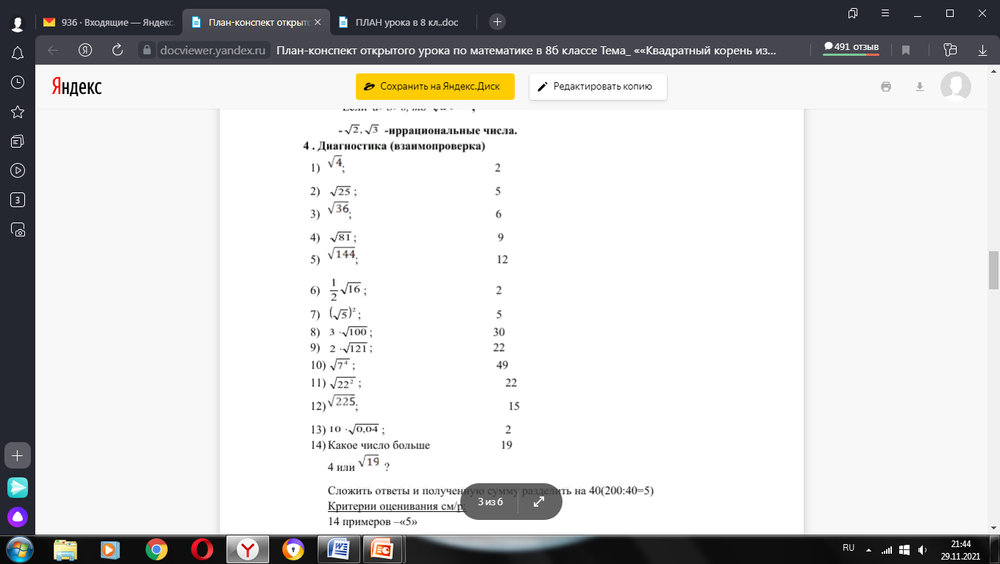 936 · Входящие — Яндекс
План-конспект открыто
ПЛАН урока в 8 кл..doc
docviewer.yandex.ru
План-конспект открытого урока по математике в 8б классе Тема_ ««Квадратный корень из...
491 отзыв
Яндекс
Сохранить на Яндекс.Диск
Редактировать копию
-√2, √3 -иррациональные числа.
4 . Диагностика (взаимопроверка)
1) √4; 2
2) √25 ; 5
3) √36; 6
4) √81 ; 9
5) √144; 12
6) 1/2 √16 ; 2
7) (√5)² ; 5
8) 3 ·√100 ; 30
9) 2 ·√121 ; 22
10) √7⁴ ; 49
11) √22² ; 22
12) √225; 15
13) 10 ·√0,04 ; 2
14) Какое число больше 19
4 или √19 ?
Сложить ответы и полученную сумму разделить на 40(200:40=5)
Критерии оценивания см/р:
14 примеров –«5»
3 из 6
3
RU
21:44
29.11.2021